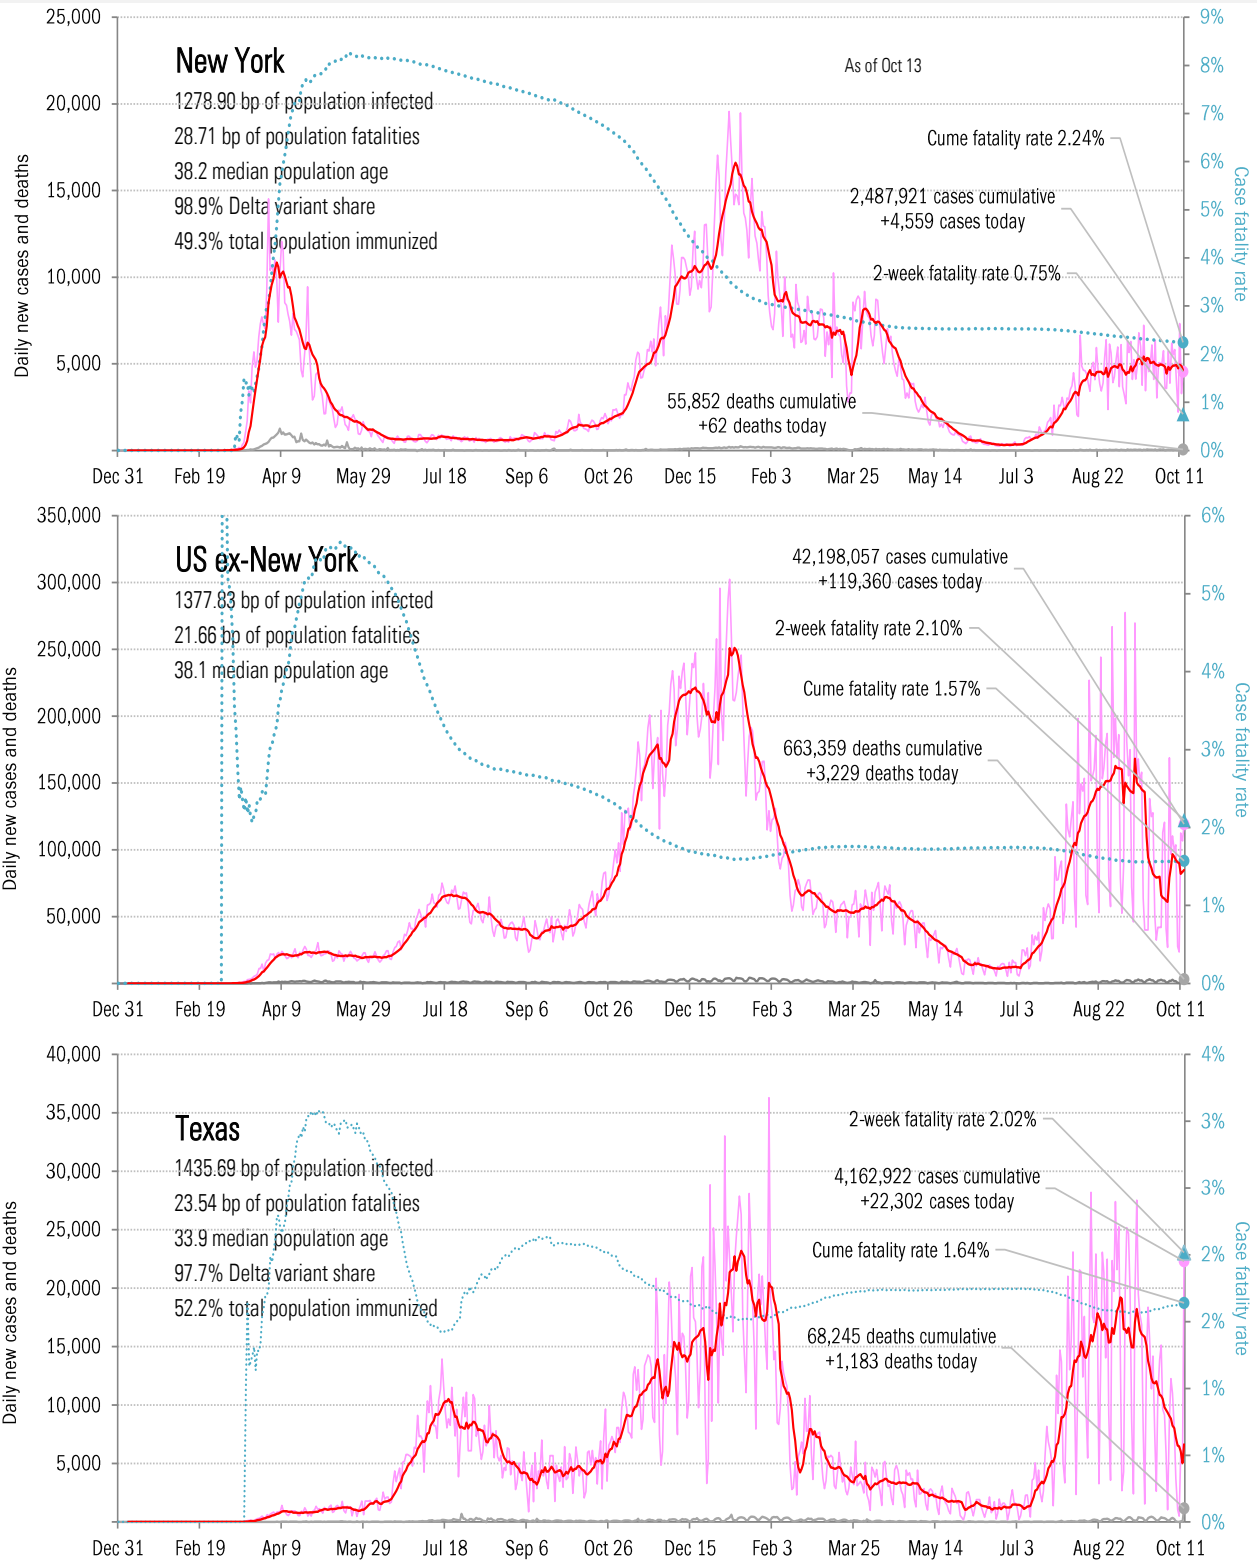 25,000
20,000
15,000
10,000
5,000
Daily new cases and deaths
New York
1278.90 bp of population infected
28.71 bp of population fatalities
38.2 median population age
98.9% Delta variant share
49.3% total population immunized
As of Oct 13
Cume fatality rate 2.24%
2,487,921 cases cumulative
+4,559 cases today
2-week fatality rate 0.75%
55,852 deaths cumulative
+62 deaths today
9%
8%
7%
6%
5%
4%
3%
2%
1%
0%
Case fatality rate
Dec 31 Feb 19 Apr 9 May 29 Jul 18 Sep 6 Oct 26 Dec 15 Feb 3 Mar 25 May 14 Jul 3 Aug 22 Oct 11
350,000
300,000
250,000
200,000
150,000
100,000
50,000
Daily new cases and deaths
US ex-New York
1377.83 bp of population infected
21.66 bp of population fatalities
38.1 median population age
42,198,057 cases cumulative
+119,360 cases today
2-week fatality rate 2.10%
Cume fatality rate 1.57%
663,359 deaths cumulative
+3,229 deaths today
6%
5%
4%
3%
2%
1%
0%
Case fatality rate
Dec 31 Feb 19 Apr 9 May 29 Jul 18 Sep 6 Oct 26 Dec 15 Feb 3 Mar 25 May 14 Jul 3 Aug 22 Oct 11
40,000
35,000
30,000
25,000
20,000
15,000
10,000
5,000
Daily new cases and deaths
Texas
1435.69 bp of population infected
23.54 bp of population fatalities
33.9 median population age
97.7% Delta variant share
52.2% total population immunized
2-week fatality rate 2.02%
4,162,922 cases cumulative
+22,302 cases today
Cume fatality rate 1.64%
68,245 deaths cumulative
+1,183 deaths today
4%
3%
3%
2%
2%
1%
1%
0%
Case fatality rate
Dec 31 Feb 19 Apr 9 May 29 Jul 18 Sep 6 Oct 26 Dec 15 Feb 3 Mar 25 May 14 Jul 3 Aug 22 Oct 11